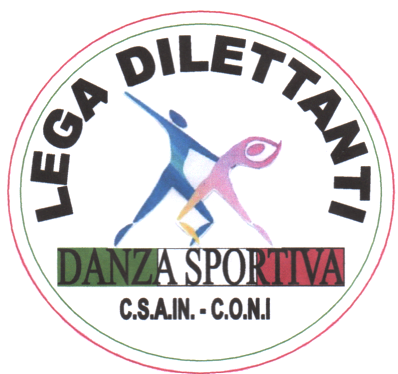 LEGA DILETTANTI
DANZA SPORTIVA
C.S.A.IN. - C.O.N.I